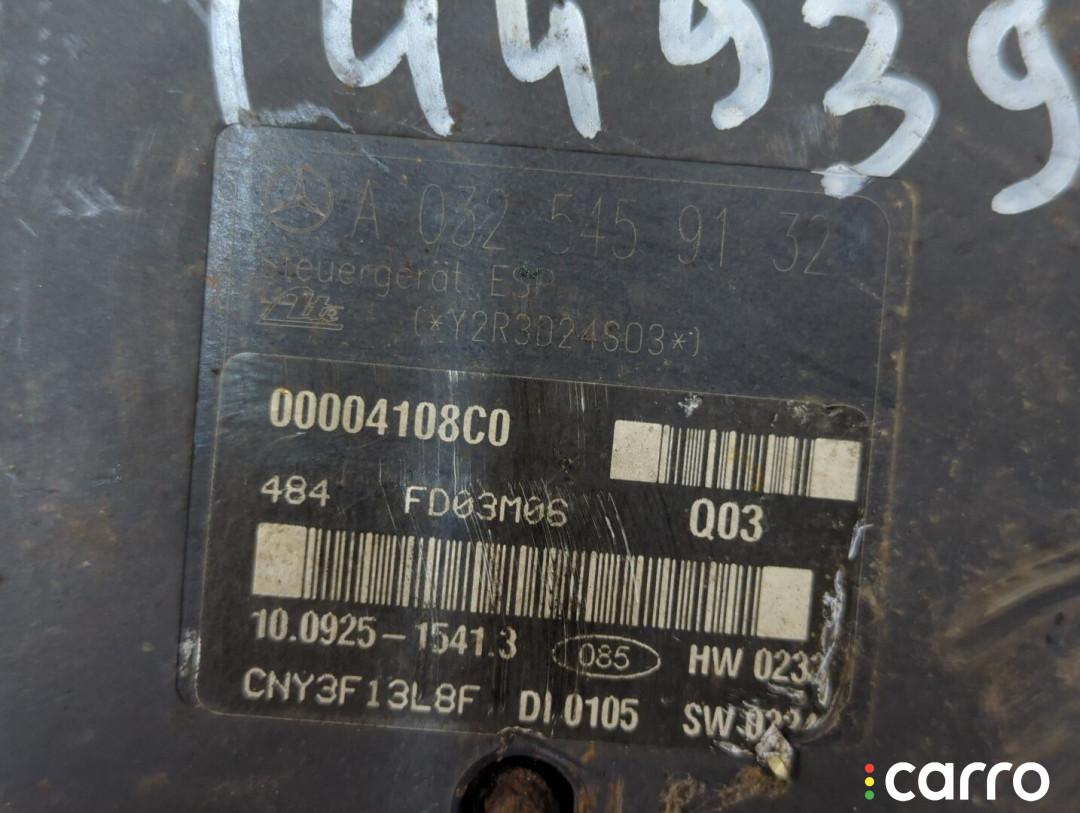 A 032 545 91 32
Steuergerät ESP
Ate
(*Y2R3D24S03*)
00004108C0
484 FD03M06 Q03
10.0925-1541.3 085 HW 023
CNY3F13L8F DI 0105 SW
carro